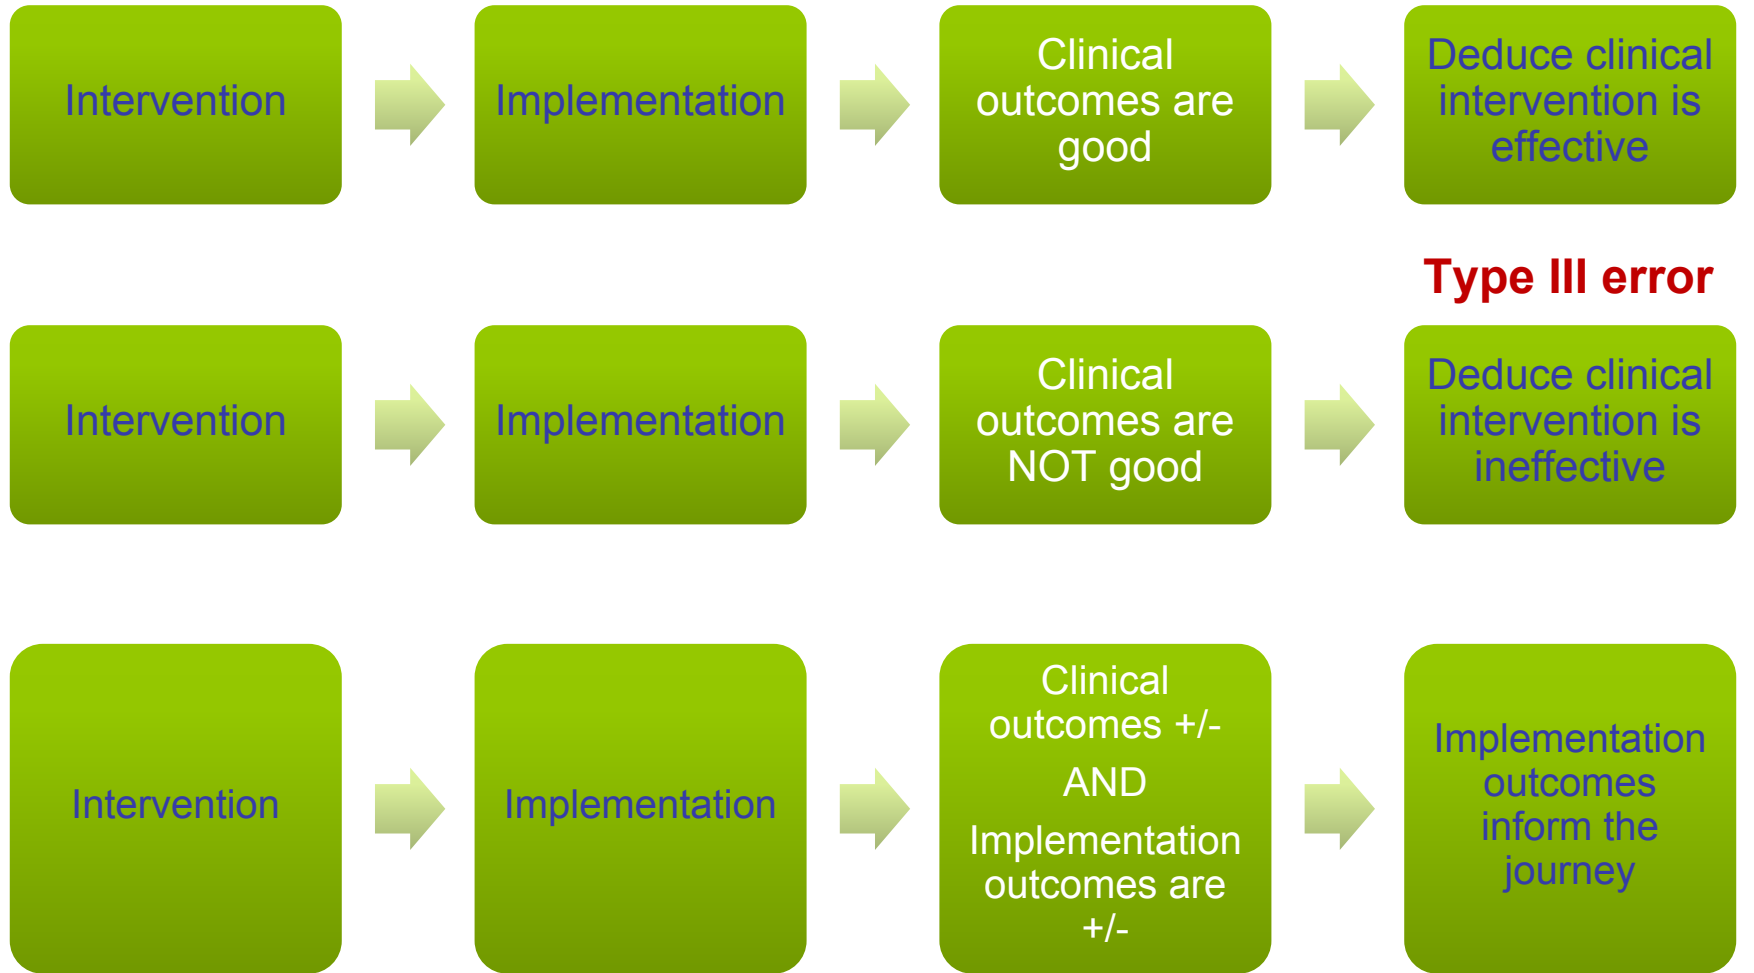 Intervention
Implementation
Clinical
outcomes are
good
Deduce clinical
intervention is
effective
Type III error
Intervention
Implementation
Clinical
outcomes are
NOT good
Deduce clinical
intervention is
ineffective
Intervention
Implementation
Clinical
outcomes +/-
AND
Implementation
outcomes are
+/-
Implementation
outcomes
inform the
journey